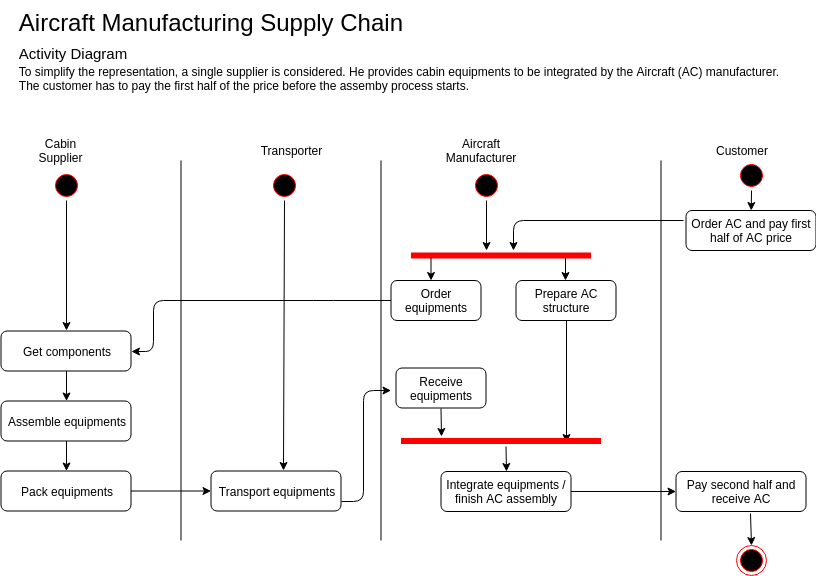 Aircraft Manufacturing Supply Chain
Activity Diagram
To simplify the representation, a single supplier is considered. He provides cabin equipments to be integrated by the Aircraft (AC) manufacturer.
The customer has to pay the first half of the price before the assemby process starts.
Cabin
Supplier
Transporter
Aircraft
Manufacturer
Customer
Order AC and pay first
half of AC price
Order
equipments
Prepare AC
structure
Get components
Receive
equipments
Assemble equipments
Pack equipments
Transport equipments
Integrate equipments /
finish AC assembly
Pay second half and
receive AC